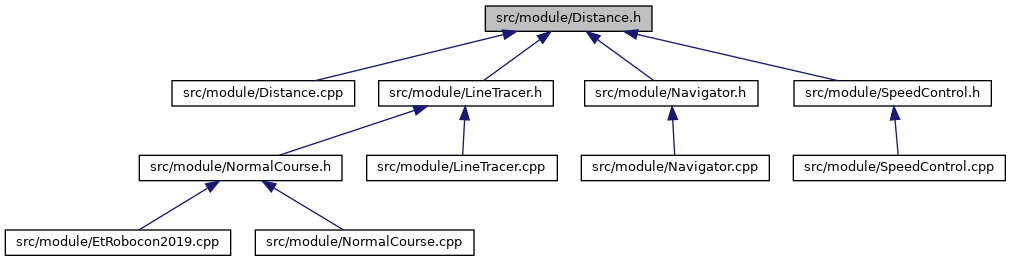 src/module/Distance.h
src/module/Distance.cpp
src/module/LineTracer.h
src/module/Navigator.h
src/module/SpeedControl.h
src/module/NormalCourse.h
src/module/LineTracer.cpp
src/module/Navigator.cpp
src/module/SpeedControl.cpp
src/module/EtRobocon2019.cpp
src/module/NormalCourse.cpp